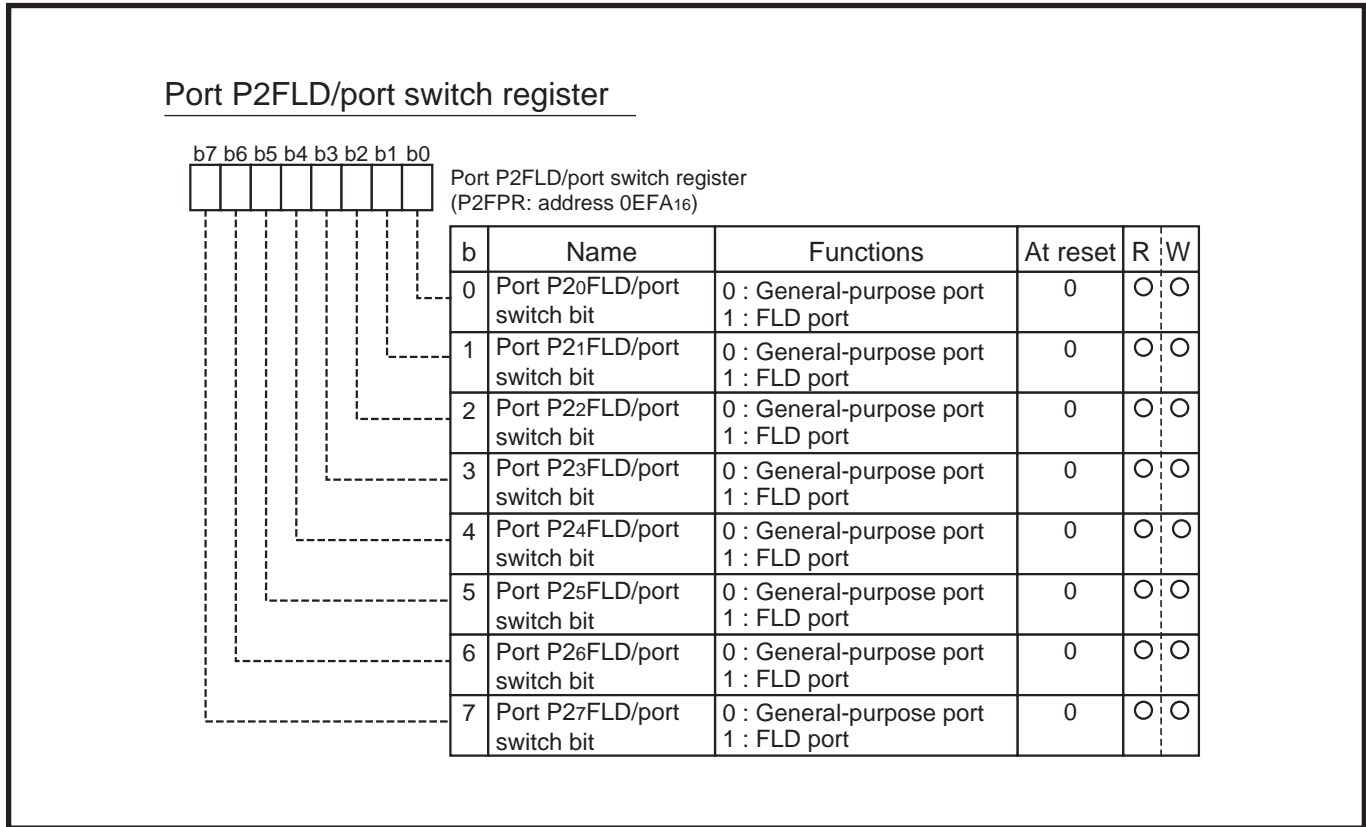 Port P2FLD/port switch register
b7 b6 b5 b4 b3 b2 b1 b0
Port P2FLD/port switch register
(P2FPR: address 0EFA16)
b Name Functions At reset R W
0 Port P20FLD/port switch bit 0 : General-purpose port 1 : FLD port 0 ○ ○
1 Port P21FLD/port switch bit 0 : General-purpose port 1 : FLD port 0 ○ ○
2 Port P22FLD/port switch bit 0 : General-purpose port 1 : FLD port 0 ○ ○
3 Port P23FLD/port switch bit 0 : General-purpose port 1 : FLD port 0 ○ ○
4 Port P24FLD/port switch bit 0 : General-purpose port 1 : FLD port 0 ○ ○
5 Port P25FLD/port switch bit 0 : General-purpose port 1 : FLD port 0 ○ ○
6 Port P26FLD/port switch bit 0 : General-purpose port 1 : FLD port 0 ○ ○
7 Port P27FLD/port switch bit 0 : General-purpose port 1 : FLD port 0 ○ ○